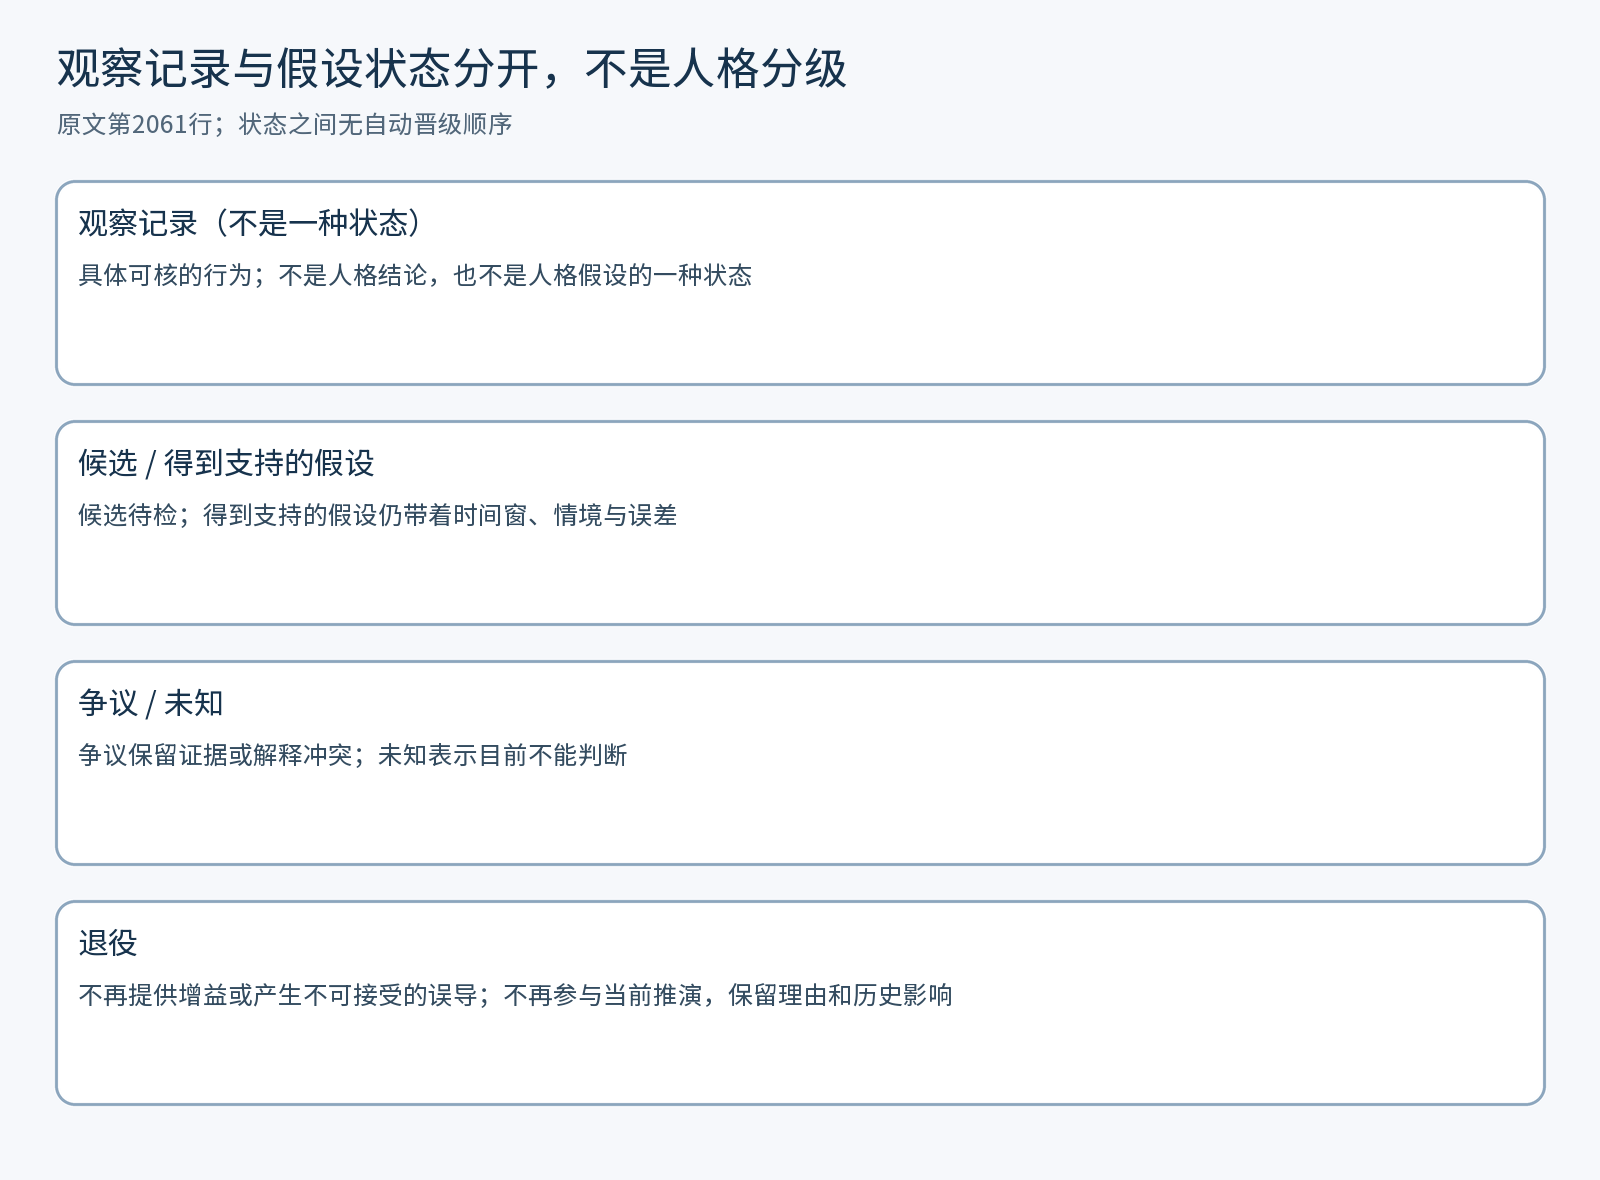 观察记录与假设状态分开，不是人格分级
原文第2061行；状态之间无自动晋级顺序
观察记录（不是一种状态）
具体可核的行为；不是人格结论，也不是人格假设的一种状态
候选 / 得到支持的假设
候选待检；得到支持的假设仍带着时间窗、情境与误差
争议 / 未知
争议保留证据或解释冲突；未知表示目前不能判断
退役
不再提供增益或产生不可接受的误导；不再参与当前推演，保留理由和历史影响